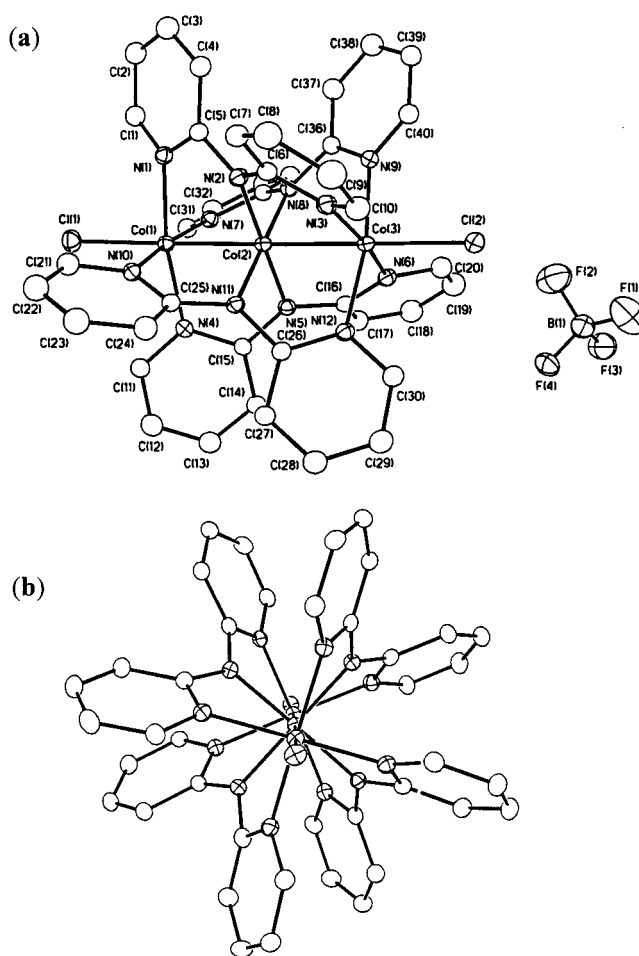 (a)
C(3)
C(38)
C(39)
C(4)
C(2)
C(7)
C(8)
C(37)
C(5)
C(36)
C(1)
C(6)
C(40)
N(1)
N(9)
N(2)
C(9)
C(32)
N(8)
C(10)
C(31)
N(3)
Cl(1)
N(7)
Co(1)
Co(3)
Cl(2)
C(21)
N(10)
Co(2)
N(6)
C(20)
F(2)
C(25)
N(11)
C(16)
C(19)
F(1)
C(22)
N(4)
N(5)
N(12)
C(18)
B(1)
C(23)
C(24)
C(15)
C(26)
C(17)
F(3)
F(4)
C(11)
C(14)
C(30)
C(27)
C(12)
C(13)
C(28)
C(29)
(b)